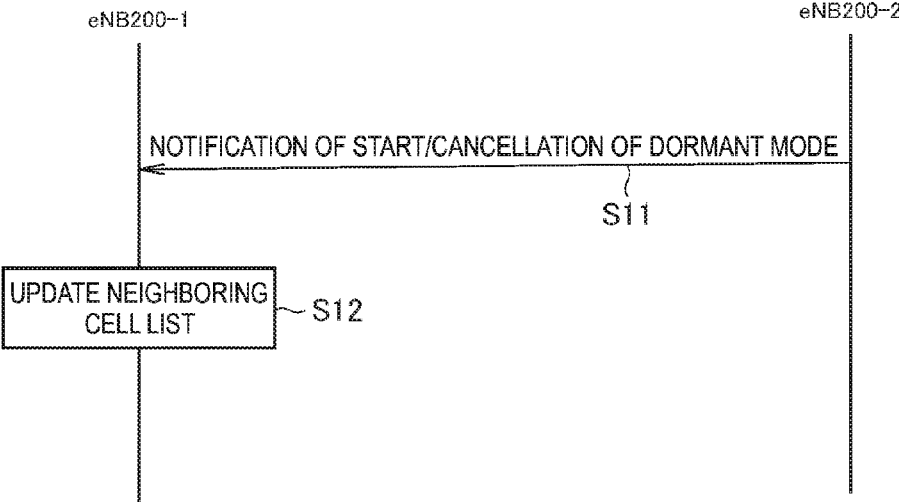 eNB200-1
eNB200-2
NOTIFICATION OF START/CANCELLATION OF DORMANT MODE
S11
UPDATE NEIGHBORING
CELL LIST
S12